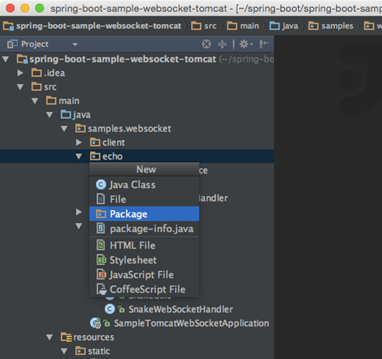 spring-boot-sample-websocket-tomcat - [~/spring-boot/spring-boot-sam
spring-boot-sample-websocket-tomcat
src
main
java
samples
w
Project
spring-boot-sample-websocket-tomcat (~/spring-boo
.idea
src
main
java
samples.websocket
client
echo
New
ce
Java Class
File
Handler
Package
package-info.java
HTML File
Stylesheet
JavaScript File
CoffeeScript File
SnakeUtils
SnakeWebSocketHandler
SampleTomcatWebSocketApplication
resources
static